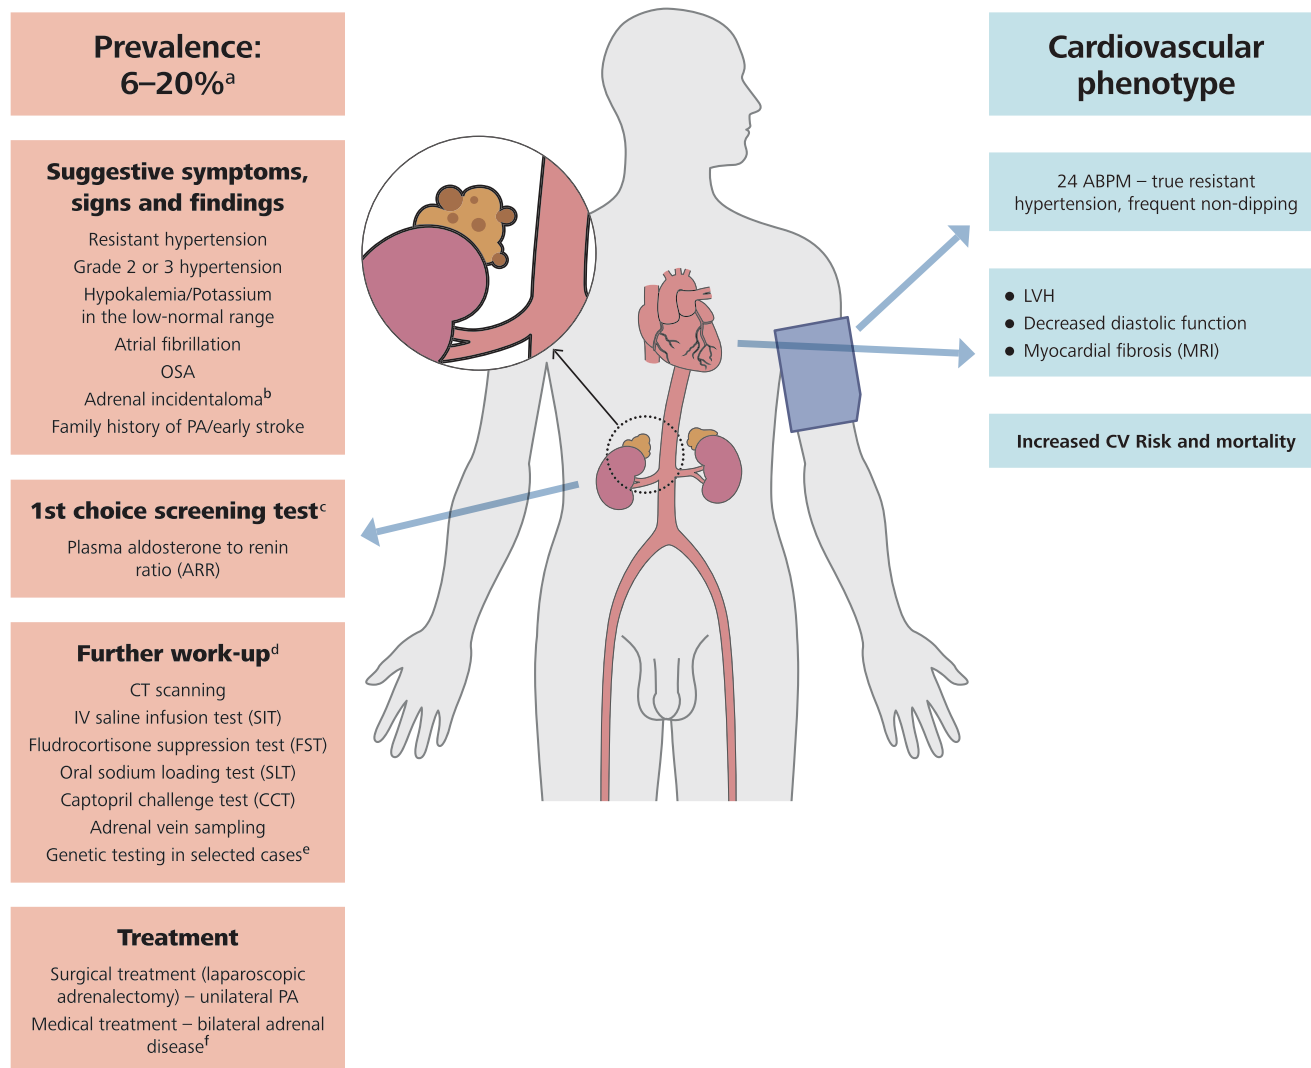 Prevalence:
6–20%a
Suggestive symptoms,
signs and findings
Resistant hypertension
Grade 2 or 3 hypertension
Hypokalemia/Potassium
in the low-normal range
Atrial fibrillation
OSA
Adrenal incidentalomab
Family history of PA/early stroke
1st choice screening testc
Plasma aldosterone to renin
ratio (ARR)
Further work-upd
CT scanning
IV saline infusion test (SIT)
Fludrocortisone suppression test (FST)
Oral sodium loading test (SLT)
Captopril challenge test (CCT)
Adrenal vein sampling
Genetic testing in selected casese
Treatment
Surgical treatment (laparoscopic
adrenalectomy) – unilateral PA
Medical treatment – bilateral adrenal
diseasef
Cardiovascular
phenotype
24 ABPM – true resistant
hypertension, frequent non-dipping
● LVH
● Decreased diastolic function
● Myocardial fibrosis (MRI)
Increased CV Risk and mortality